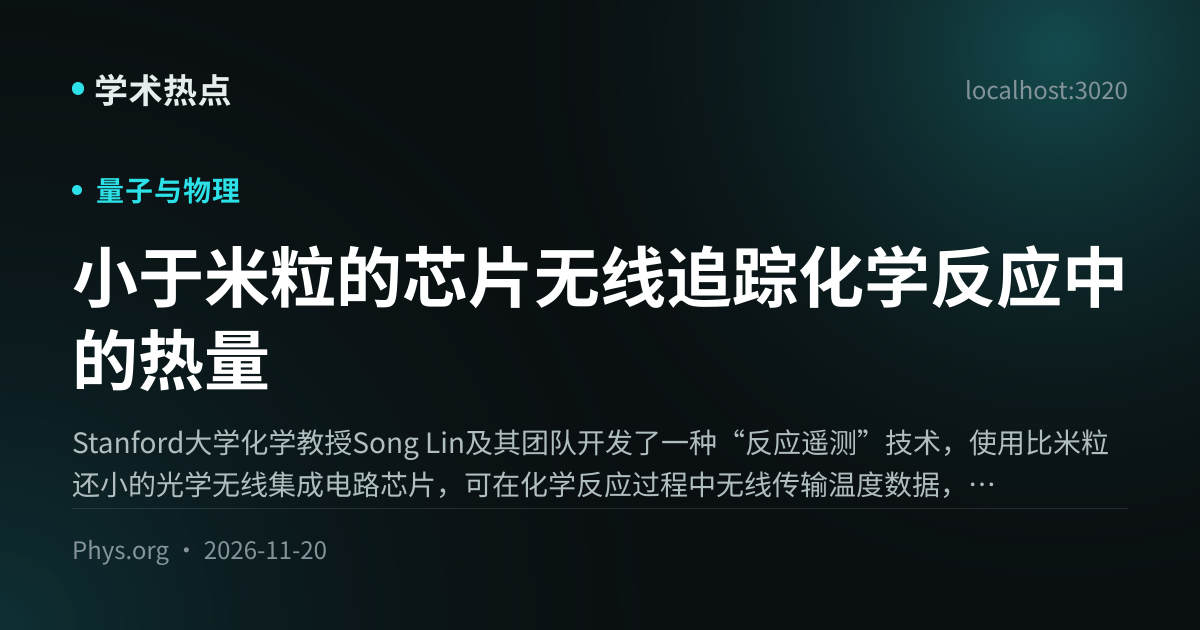 学术热点
localhost:3020
量子与物理
小于米粒的芯片无线追踪化学反应中
的热量
Stanford大学化学教授Song Lin及其团队开发了一种“反应遥测”技术，使用比米粒
还小的光学无线集成电路芯片，可在化学反应过程中无线传输温度数据，…
Phys.org • 2026-11-20